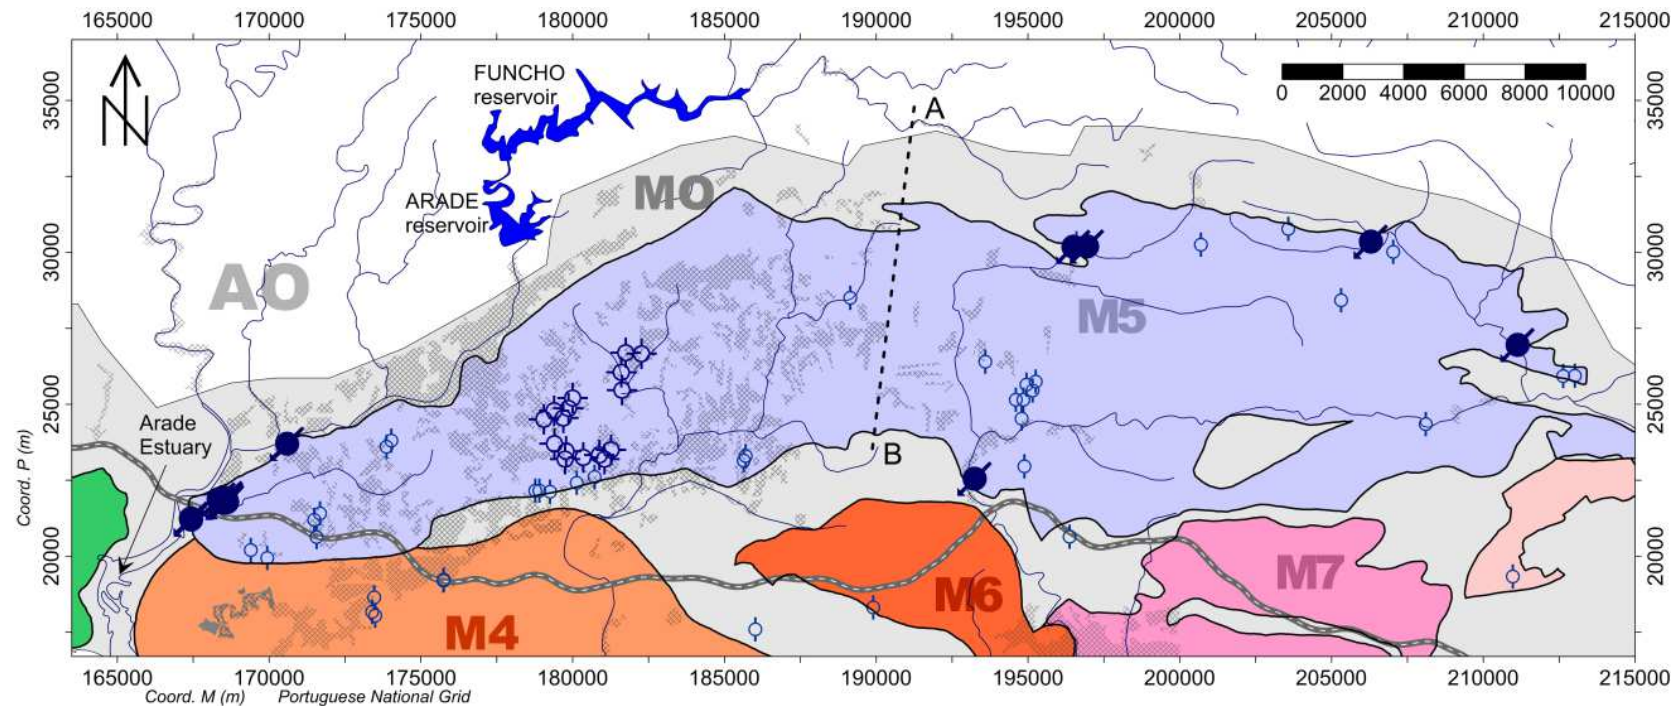 165000 170000 175000 180000 185000 190000 195000 200000 205000 210000 215000
FUNCHO
reservoir
A
0 2000 4000 6000 8000 10000
35000
35000
M0
ARADE
reservoir
AO
30000
30000
M5
25000
25000
Arade
Estuary
B
Coord. P (m)
20000
20000
M4
M6
M7
165000 170000 175000 180000 185000 190000 195000 200000 205000 210000 215000
Coord. M (m) Portuguese National Grid
N